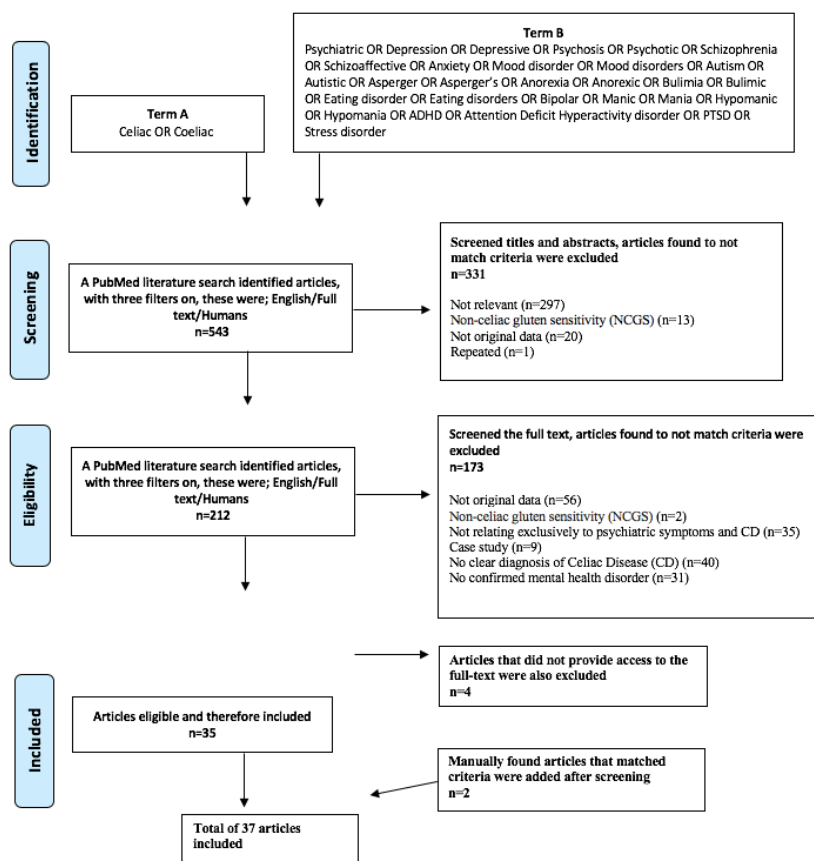 Identification
Term A
Celiac OR Coeliac
Term B
Psychiatric OR Depression OR Depressive OR Psychosis OR Psychotic OR Schizophrenia
OR Schizoaffective OR Anxiety OR Mood disorder OR Mood disorders OR Autism OR
Autistic OR Asperger OR Asperger's OR Anorexia OR Anorexic OR Bulimia OR Bulimic
OR Eating disorder OR Eating disorders OR Bipolar OR Manic OR Mania OR Hypomanic
OR Hypomania OR ADHD OR Attention Deficit Hyperactivity disorder OR PTSD OR
Stress disorder
Screening
A PubMed literature search identified articles,
with three filters on, these were; English/Full
text/Humans
n=543
Screened titles and abstracts, articles found to not
match criteria were excluded
n=331
Not relevant (n=297)
Non-celiac gluten sensitivity (NCGS) (n=13)
Not original data (n=20)
Repeated (n=1)
Eligibility
A PubMed literature search identified articles,
with three filters on, these were; English/Full
text/Humans
n=212
Screened the full text, articles found to not match criteria were
excluded
n=173
Not original data (n=56)
Non-celiac gluten sensitivity (NCGS) (n=2)
Not relating exclusively to psychiatric symptoms and CD (n=35)
Case study (n=9)
No clear diagnosis of Celiac Disease (CD) (n=40)
No confirmed mental health disorder (n=31)
Articles that did not provide access to the
full-text were also excluded
n=4
Included
Articles eligible and therefore included
n=35
Manually found articles that matched
criteria were added after screening
n=2
Total of 37 articles
included